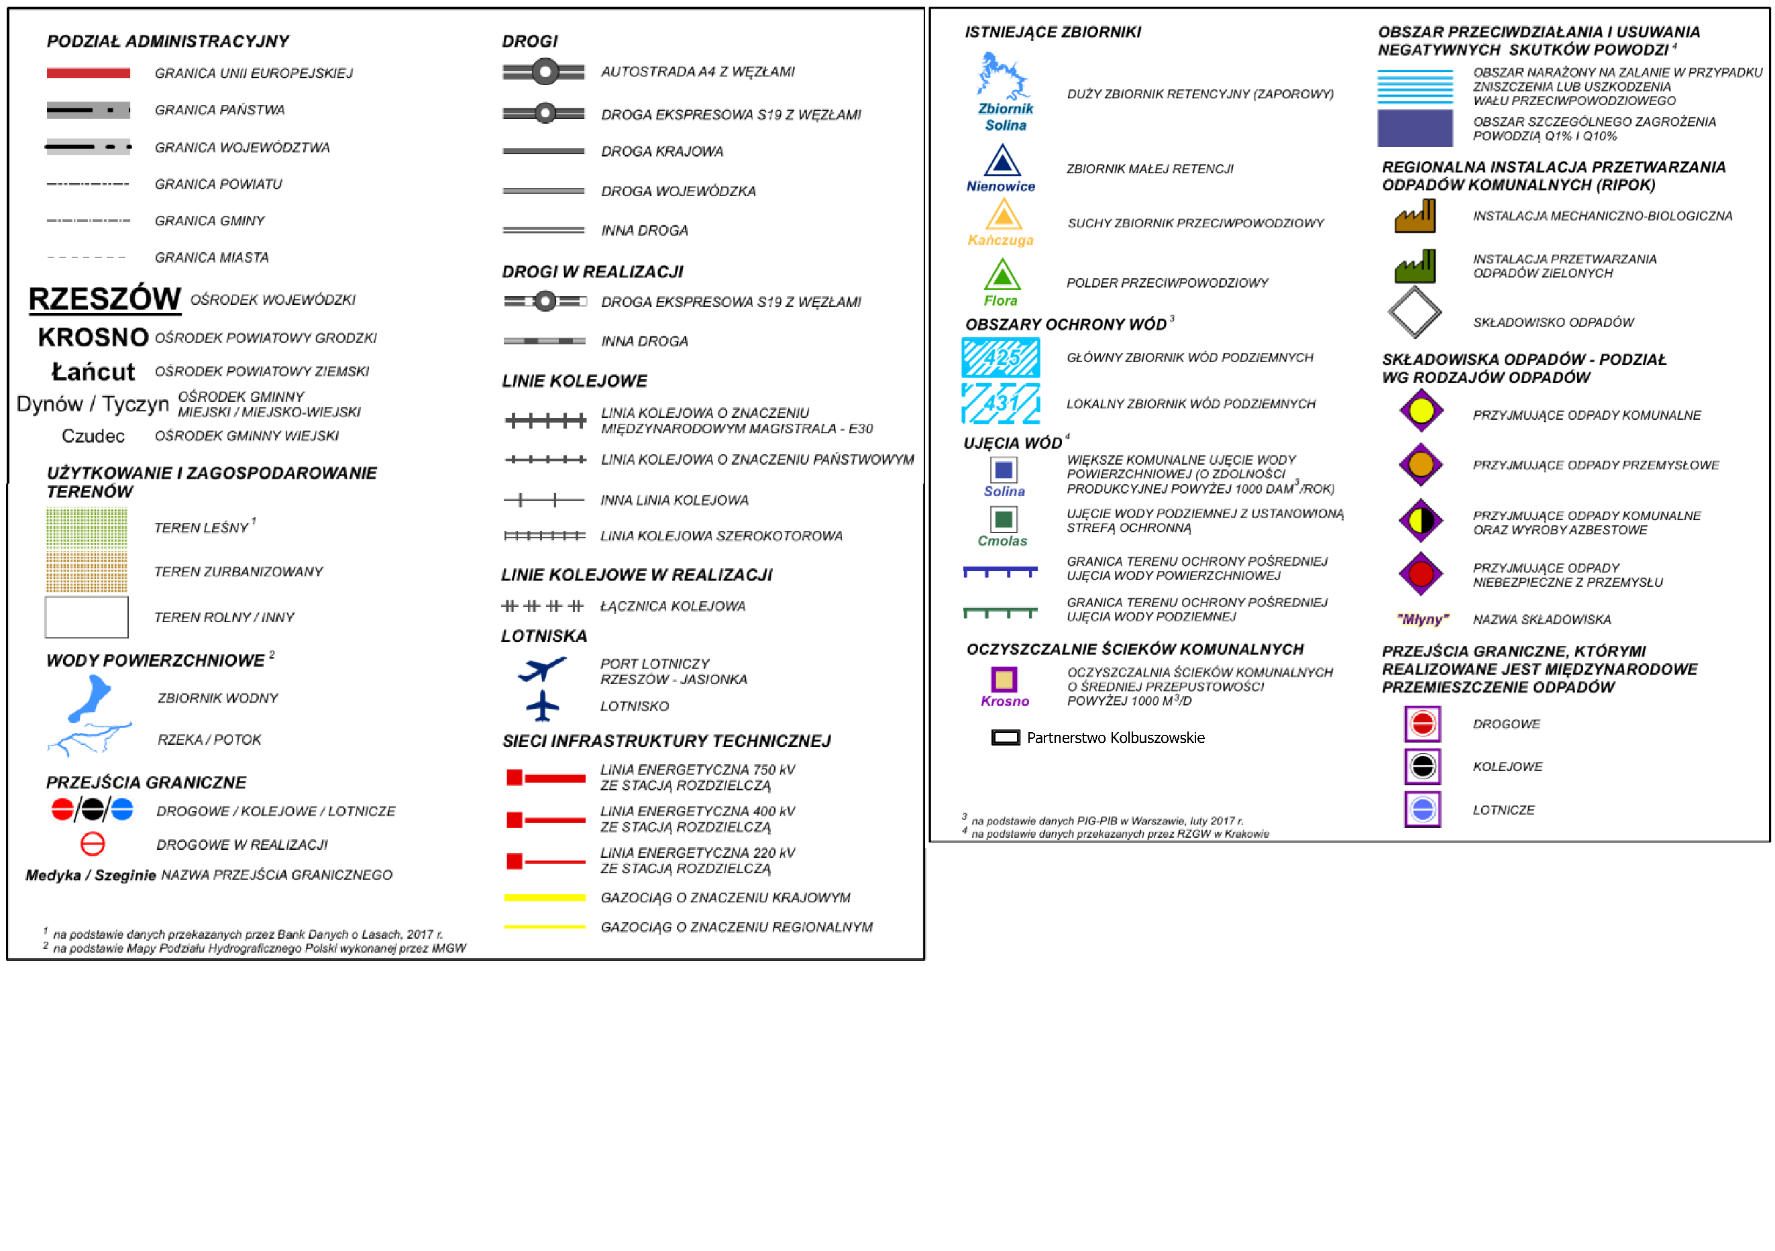 PODZIAŁ ADMINISTRACYJNY
GRANICA UNII EUROPEJSKIEJ
GRANICA PAŃSTWA
GRANICA WOJEWÓDZTWA
GRANICA POWIATU
GRANICA GMINY
GRANICA MIASTA
RZESZÓW OŚRODEK WOJEWÓDZKI
KROSNO OŚRODEK POWIATOWY GRODZKI
Łańcut OŚRODEK POWIATOWY ZIEMSKI
Dynów / Tyczyn OŚRODEK GMINNY
MIEJSKI / MIEJSKO-WIEJSKI
Czudec OŚRODEK GMINNY WIEJSKI
UŻYTKOWANIE I ZAGOSPODAROWANIE
TERENÓW
TEREN LEŚNY 1
TEREN ZURBANIZOWANY
TEREN ROLNY / INNY
WODY POWIERZCHNIOWE 2
ZBIORNIK WODNY
RZEKA / POTOK
PRZEJŚCIA GRANICZNE
DROGOWE / KOLEJOWE / LOTNICZE
DROGOWE W REALIZACJI
Medyka / Szeginie NAZWA PRZEJŚCIA GRANICZNEGO
1 na podstawie danych przekazanych przez Bank Danych o Lasach, 2017 r.
2 na podstawie Mapy Podziału Hydrograficznego Polski wykonanej przez IMGW
DROGI
AUTOSTRADA A4 Z WĘZŁAMI
DROGA EKSPRESOWA S19 Z WĘZŁAMI
DROGA KRAJOWA
DROGA WOJEWÓDZKA
INNA DROGA
DROGI W REALIZACJI
DROGA EKSPRESOWA S19 Z WĘZŁAMI
INNA DROGA
LINIE KOLEJOWE
LINIA KOLEJOWA O ZNACZENIU
MIĘDZYNARODOWYM MAGISTRALA - E30
LINIA KOLEJOWA O ZNACZENIU PAŃSTWOWYM
INNA LINIA KOLEJOWA
LINIA KOLEJOWA SZEROKOTOROWA
LINIE KOLEJOWE W REALIZACJI
ŁĄCZNICA KOLEJOWA
LOTNISKA
PORT LOTNICZY
RZESZÓW - JASIONKA
LOTNISKO
SIECI INFRASTRUKTURY TECHNICZNEJ
LINIA ENERGETYCZNA 750 kV
ZE STACJĄ ROZDZIELCZĄ
LINIA ENERGETYCZNA 400 kV
ZE STACJĄ ROZDZIELCZĄ
LINIA ENERGETYCZNA 220 kV
ZE STACJĄ ROZDZIELCZĄ
GAZOCIĄG O ZNACZENIU KRAJOWYM
GAZOCIĄG O ZNACZENIU REGIONALNYM
ISTNIEJĄCE ZBIORNIKI
DUŻY ZBIORNIK RETENCYJNY (ZAPOROWY)
Zbiornik
Solina
ZBIORNIK MAŁEJ RETENCJI
Nienowice
SUCHY ZBIORNIK PRZECIWPOWODZIOWY
Kańczuga
POLDER PRZECIWPOWODZIOWY
Flora
OBSZARY OCHRONY WÓD 3
425 GŁÓWNY ZBIORNIK WÓD PODZIEMNYCH
431 LOKALNY ZBIORNIK WÓD PODZIEMNYCH
UJĘCIA WÓD 4
WIĘKSZE KOMUNALNE UJĘCIE WODY
POWIERZCHNIOWEJ (O ZDOLNOŚCI
PRODUKCYJNEJ POWYŻEJ 1000 DAM3/ROK)
Solina
UJĘCIE WODY PODZIEMNEJ Z USTANOWIONĄ
STREFĄ OCHRONNĄ
Cmolas
GRANICA TERENU OCHRONY POŚREDNIEJ
UJĘCIA WODY POWIERZCHNIOWEJ
GRANICA TERENU OCHRONY POŚREDNIEJ
UJĘCIA WODY PODZIEMNEJ
OCZYSZCZALNIE ŚCIEKÓW KOMUNALNYCH
OCZYSZCZALNIA ŚCIEKÓW KOMUNALNYCH
O ŚREDNIEJ PRZEPUSTOWOŚCI
POWYŻEJ 1000 M3/D
Krosno
Partnerstwo Kolbuszowskie
3 na podstawie danych PIG-PIB w Warszawie, luty 2017 r.
4 na podstawie danych przekazanych przez RZGW w Krakowie
OBSZAR PRZECIWDZIAŁANIA I USUWANIA
NEGATYWNYCH SKUTKÓW POWODZI 4
OBSZAR NARAŻONY NA ZALANIE W PRZYPADKU
ZNISZCZENIA LUB USZKODZENIA
WAŁU PRZECIWPOWODZIOWEGO
OBSZAR SZCZEGÓLNEGO ZAGROŻENIA
POWODZIĄ Q1% I Q10%
REGIONALNA INSTALACJA PRZETWARZANIA
ODPADÓW KOMUNALNYCH (RIPOK)
INSTALACJA MECHANICZNO-BIOLOGICZNA
INSTALACJA PRZETWARZANIA
ODPADÓW ZIELONYCH
SKŁADOWISKO ODPADÓW
SKŁADOWISKA ODPADÓW - PODZIAŁ
WG RODZAJÓW ODPADÓW
PRZYJMUJĄCE ODPADY KOMUNALNE
PRZYJMUJĄCE ODPADY PRZEMYSŁOWE
PRZYJMUJĄCE ODPADY KOMUNALNE
ORAZ WYROBY AZBESTOWE
PRZYJMUJĄCE ODPADY
NIEBEZPIECZNE Z PRZEMYSŁU
"Młyny" NAZWA SKŁADOWISKA
PRZEJŚCIA GRANICZNE, KTÓRYMI
REALIZOWANE JEST MIĘDZYNARODOWE
PRZEMIESZCZENIE ODPADÓW
DROGOWE
KOLEJOWE
LOTNICZE